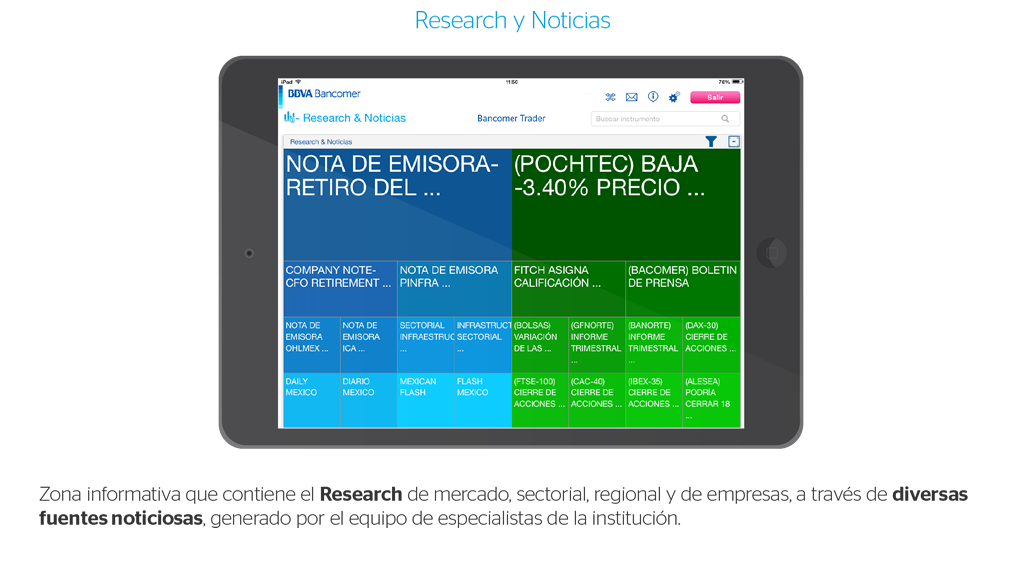 Research y Noticias
iPad
11:50
76%
BBVA Bancomer
Salir
Research & Noticias
Bancomer Trader
Buscar instrumento
Research & Noticias
NOTA DE EMISORA-
RETIRO DEL ...
(POCHTEC) BAJA
-3.40% PRECIO ...
COMPANY NOTE-
CFO RETIREMENT ...
NOTA DE EMISORA
PINFRA ...
FITCH ASIGNA
CALIFICACIÓN ...
(BACOMER) BOLETIN
DE PRENSA
NOTA DE
EMISORA
OHLMEX ...
NOTA DE
EMISORA
ICA ...
SECTORIAL
INFRAESTRUC
...
INFRASTRUCT
SECTORIAL
...
(BOLSAS)
VARIACIÓN
DE LAS ...
(GFNORTE)
INFORME
TRIMESTRAL
...
(BANORTE)
INFORME
TRIMESTRAL
...
(DAX-30)
CIERRE DE
ACCIONES ...
DAILY
MEXICO
DIARIO
MEXICO
MEXICAN
FLASH
FLASH
MEXICO
(FTSE-100)
CIERRE DE
ACCIONES ...
(CAC-40)
CIERRE DE
ACCIONES ...
(IBEX-35)
CIERRE DE
ACCIONES ...
(ALESEA)
PODRÍA
CERRAR 18
...
Zona informativa que contiene el Research de mercado, sectorial, regional y de empresas, a través de diversas
fuentes noticiosas, generado por el equipo de especialistas de la institución.